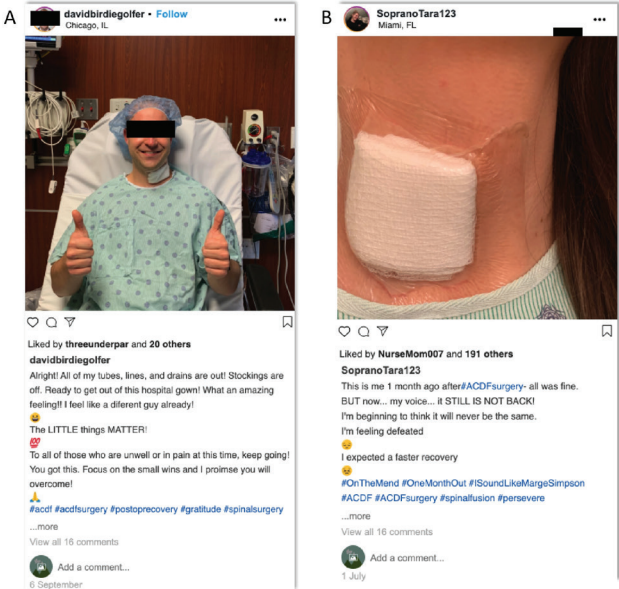 A
davidbirdiegolfer • Follow
Chicago, IL
Liked by threeunderpar and 20 others
davidbirdiegolfer
Alright! All of my tubes, lines, and drains are out! Stockings are
off. Ready to get out of this hospital gown! What an amazing
feeling!! I feel like a diferent guy already!
😄
The LITTLE things MATTER!
💯
To all of those who are unwell or in pain at this time, keep going!
You got this. Focus on the small wins and I proimse you will
overcome!
🙏
#acdf #acdfsurgery #postoprecovery #gratitude #spinalsurgery
...more
View all 16 comments
Add a comment...
6 September
B
SopranoTara123
Miami, FL
Liked by NurseMom007 and 191 others
SopranoTara123
This is me 1 month ago after#ACDFsurgery- all was fine.
BUT now... my voice... it STILL IS NOT BACK!
I'm beginning to think it will never be the same.
I'm feeling defeated
😔
I expected a faster recovery
😖
#OnTheMend #OneMonthOut #ISoundLikeMargeSimpson
#ACDF #ACDFsurgery #spinalfusion #persevere
...more
View all 16 comments
Add a comment...
1 July